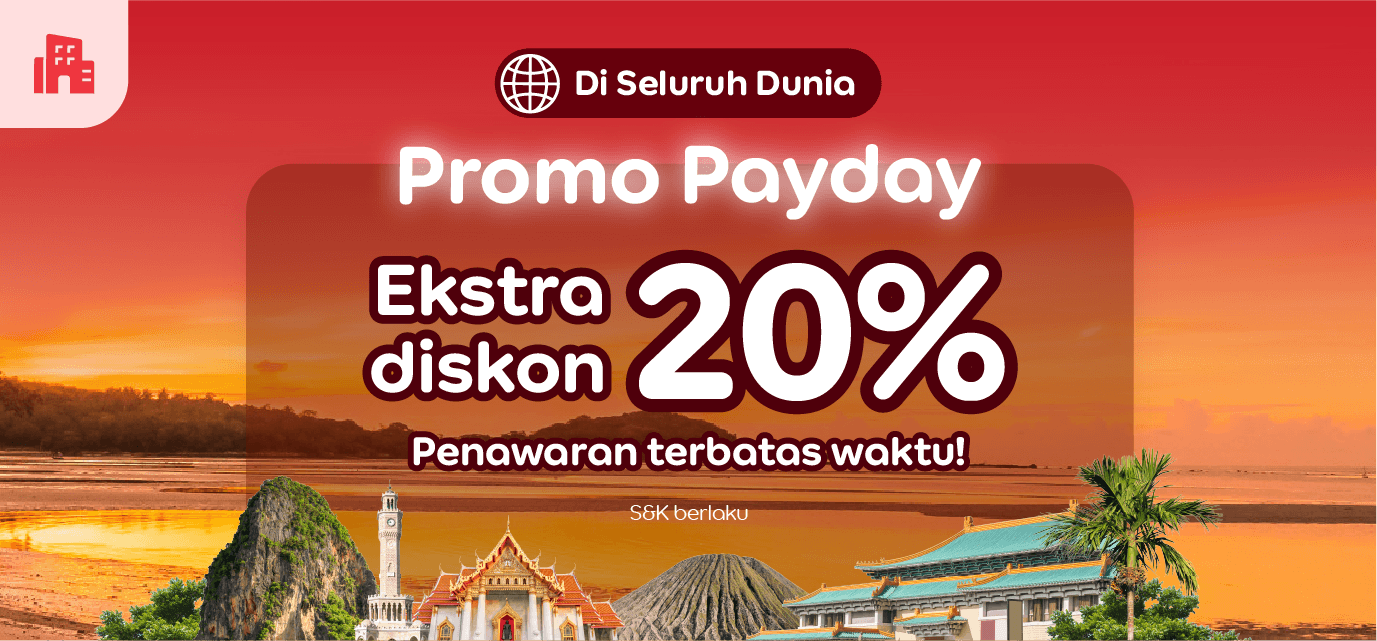 Di Seluruh Dunia
Promo Payday
Ekstra
diskon
20%
Penawaran terbatas waktu!
S&K berlaku